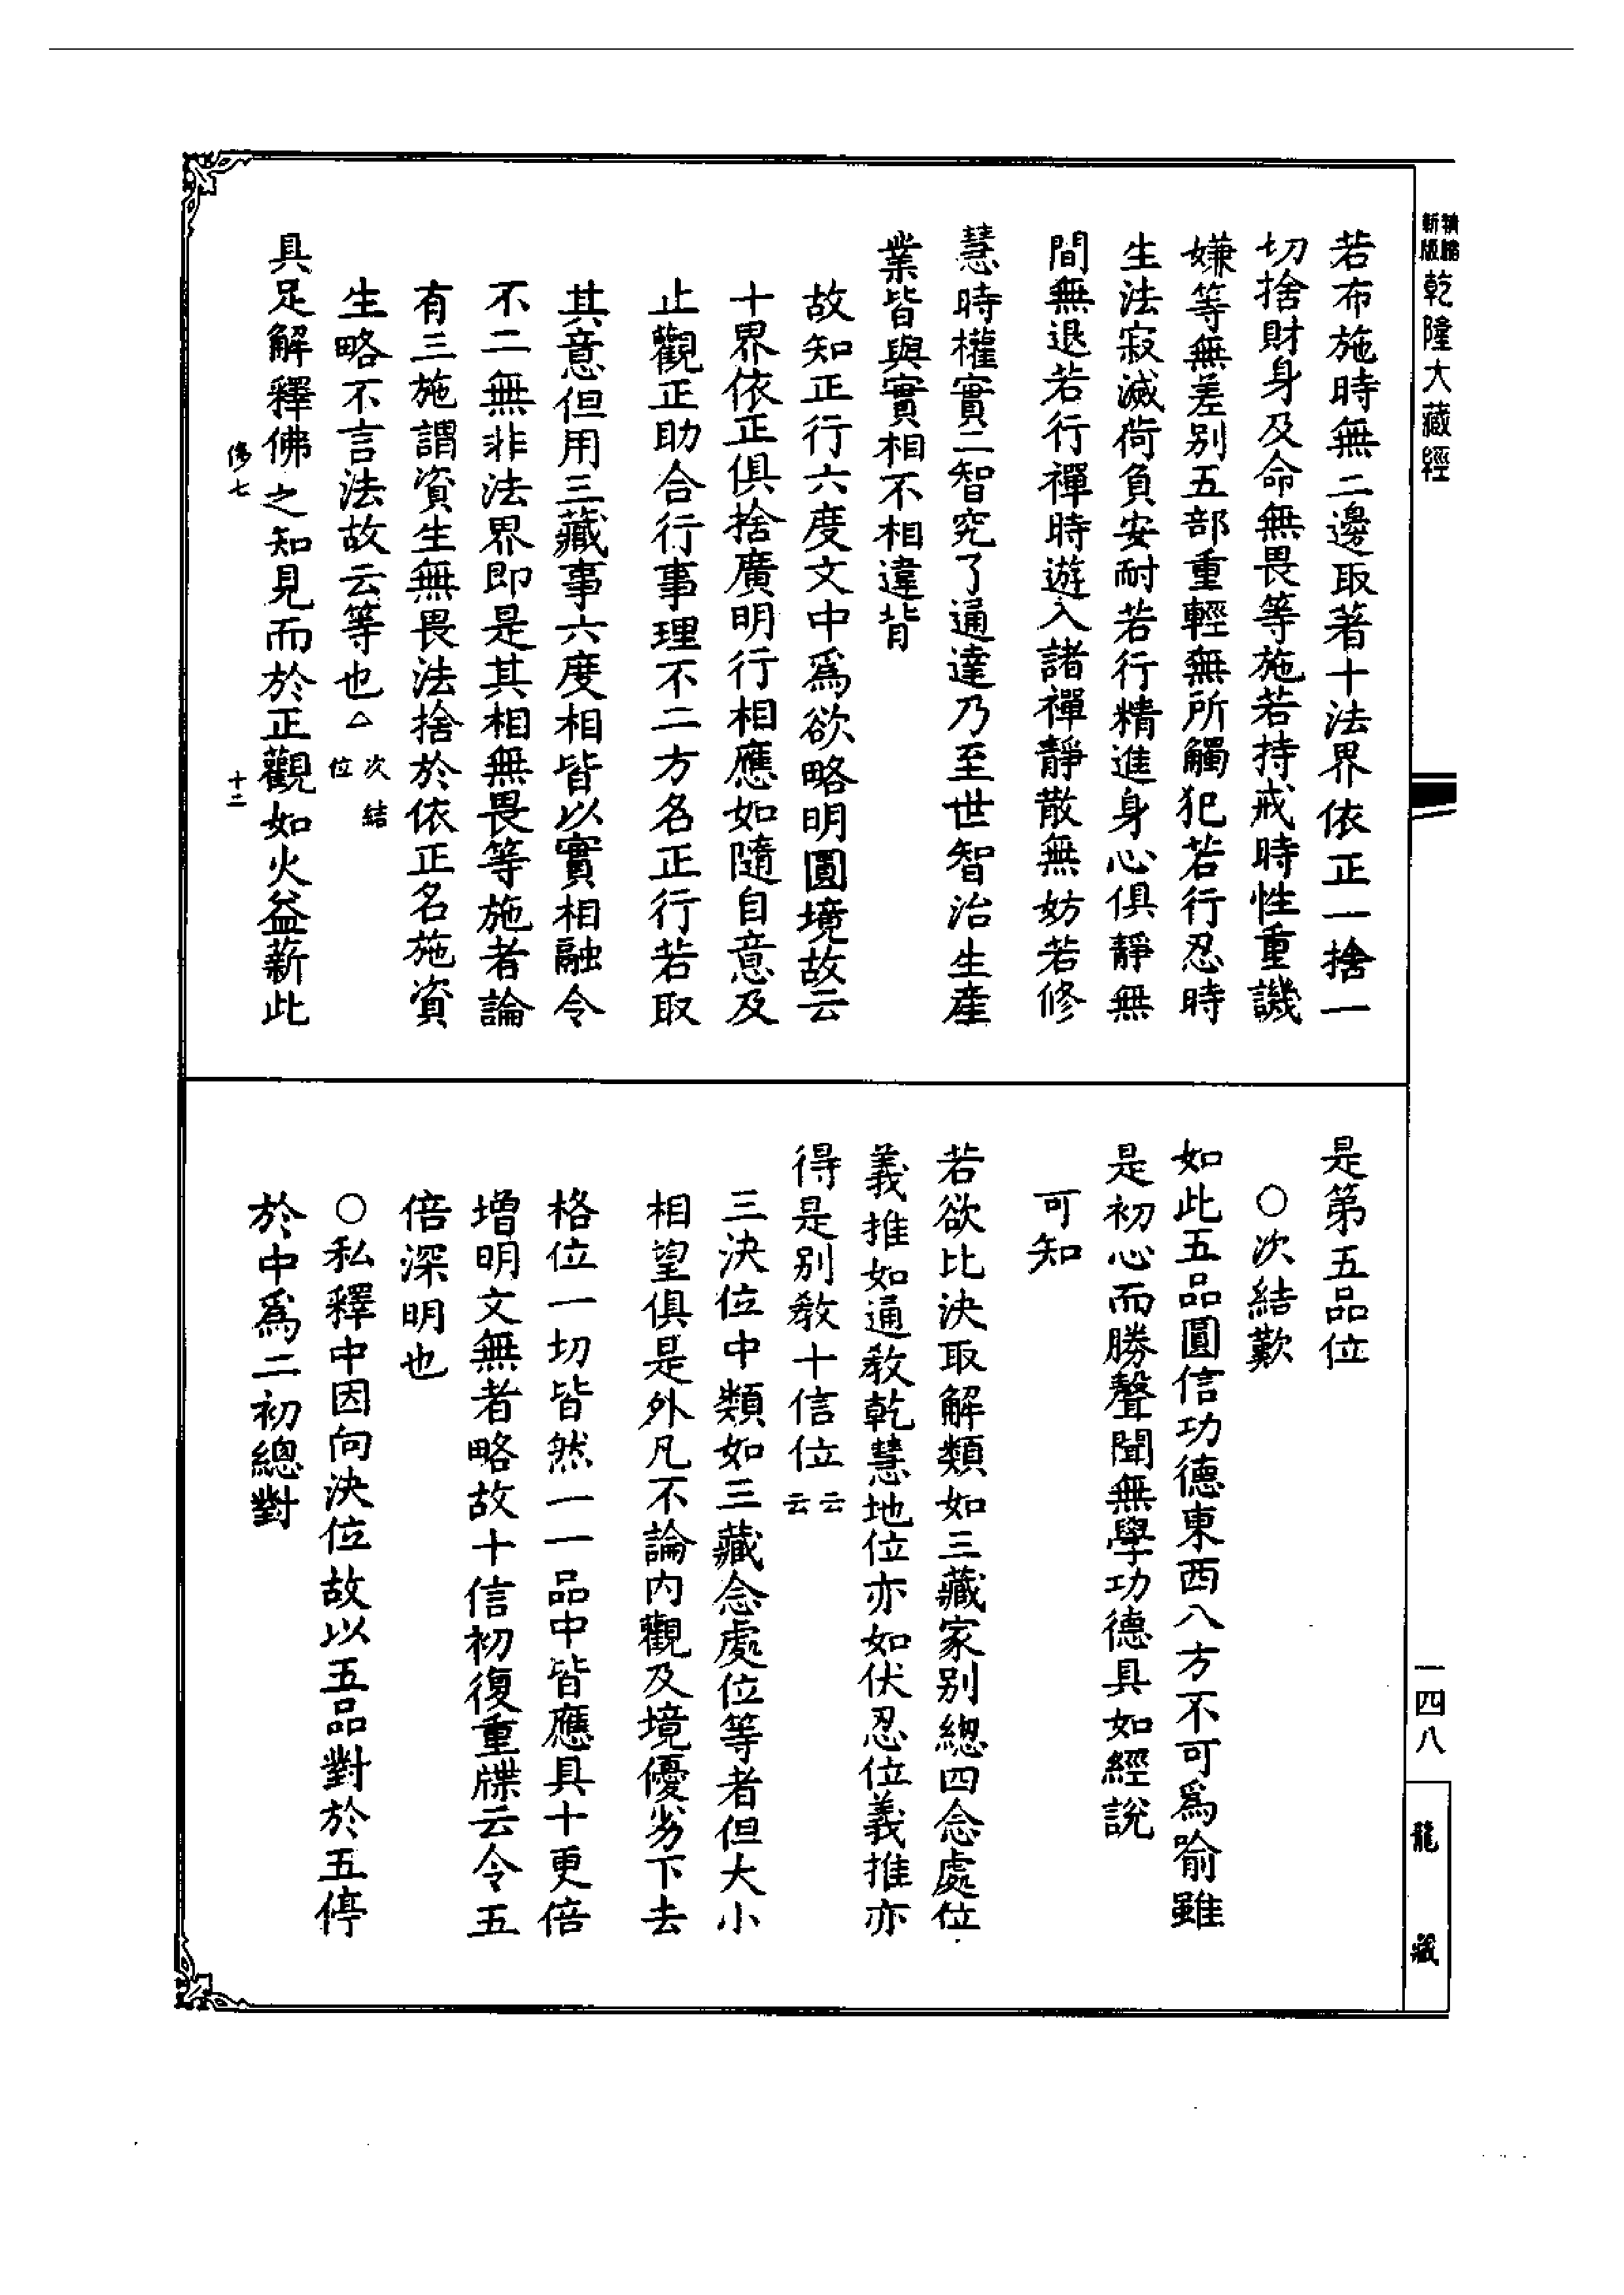 新版
精縮
乾隆大藏經
若布施時無二邊取著十法界依正一捨一
切捨財身及命無畏等施若持戒時性重譏
嫌等無差別五部重輕無所觸犯若行忍時
生法寂滅荷負安耐若行精進身心俱靜無
間無退若行禪時遊入諸禪靜散無妨若修
慧時權實二智究了通達乃至世智治生產
業皆與實相不相違背
故知正行六度文中爲欲略明圓境故云
十界依正俱捨廣明行相應如隨自意及
止觀正助合行事理不二方名正行若取
其意但用三藏事六度相皆以實相融令
不二無非法界即是其相無畏等施者論
有三施謂資生無畏法捨於依正名施資
生略不言法故云等也△次結位
具足解釋佛之知見而於正觀如火益薪此
十二
是第五品位
○次結歎
如此五品圓信功德東西八方不可爲喻雖
是初心而勝聲聞無學功德具如經說
可知
若欲比決取解類如三藏家別總四念處位
義推如通教乾慧地位亦如伏忍位義推亦
得是別教十信位云云
三決位中類如三藏念處位等者但大小
相望俱是外凡不論內觀及境優劣下去
格位一切皆然一一品中皆應具十更倍
增明文無者略故十信初復重牒云令五
倍深明也
○私釋中因向決位故以五品對於五停
於中爲二初總對
一四八
龍藏